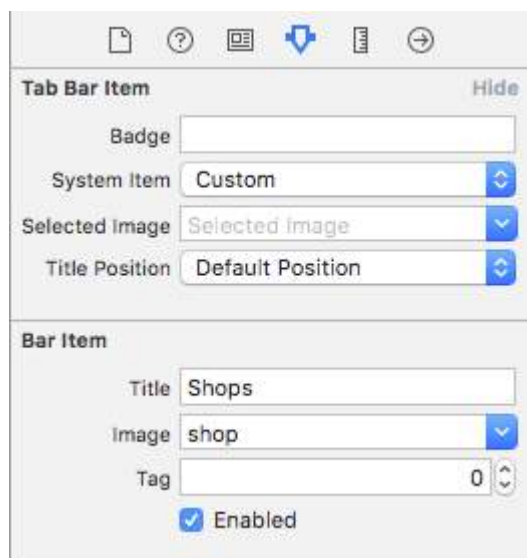 Tab Bar Item Hide
Badge
System Item Custom
Selected Image Selected Image
Title Position Default Position
Bar Item
Title Shops
Image shop
Tag 0
Enabled